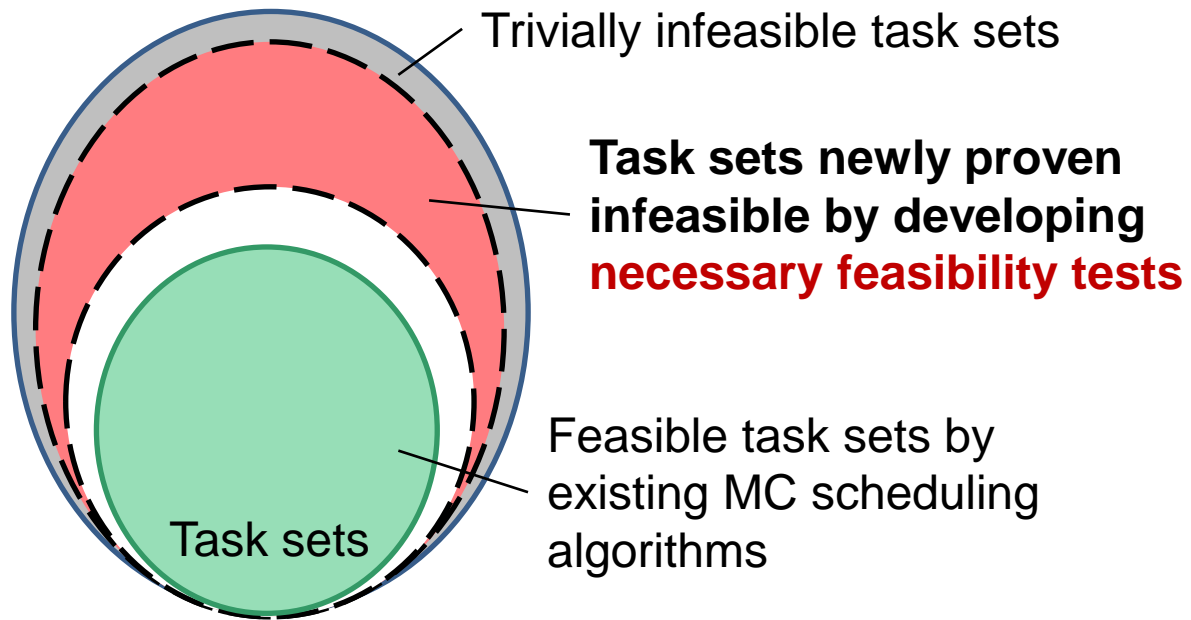 Trivially infeasible task sets
Task sets newly proven
infeasible by developing
necessary feasibility tests
Feasible task sets by
existing MC scheduling
algorithms
Task sets